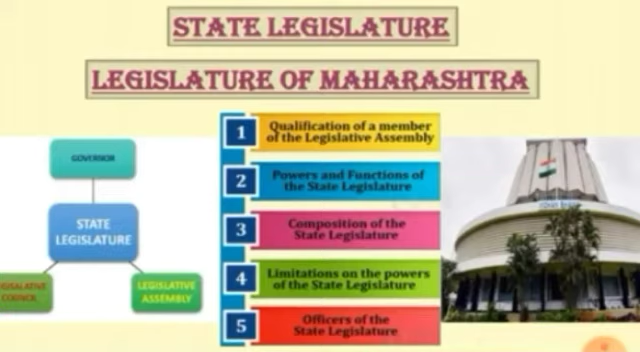 STATE LEGISLATURE
LEGISLATURE OF MAHARASHTRA
GOVERNOR
STATE
LEGISLATURE
LEGISLATIVE
ASSEMBLY
1 Qualification of a member
of the Legislative Assembly
2 Powers and Functions of
the State Legislature
3 Composition of the
State Legislature
4 Limitations on the powers
of the State Legislature
5 Officers of the
State Legislature